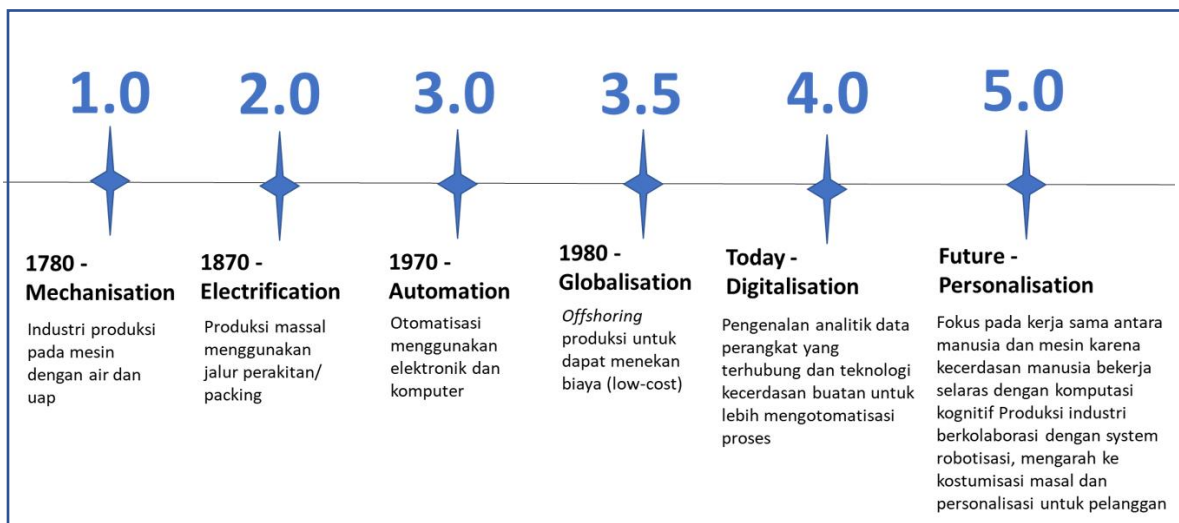 1.0
2.0
3.0
3.5
4.0
5.0
1780 -
Mechanisation
Industri produksi
pada mesin
dengan air dan
uap
1870 -
Electrification
Produksi massal
menggunakan
jalur perakitan/
packing
1970 -
Automation
Otomatisasi
menggunakan
elektronik dan
komputer
1980 -
Globalisation
Offshoring
produksi untuk
dapat menekan
biaya (low-cost)
Today -
Digitalisation
Pengenalan analitik data
perangkat yang
terhubung dan teknologi
kecerdasan buatan untuk
lebih mengotomatisasi
proses
Future -
Personalisation
Fokus pada kerja sama antara
manusia dan mesin karena
kecerdasan manusia bekerja
selaras dengan komputasi
kognitif Produksi industri
berkolaborasi dengan system
robotisasi, mengarah ke
kostumisasi masal dan
personalisasi untuk pelanggan